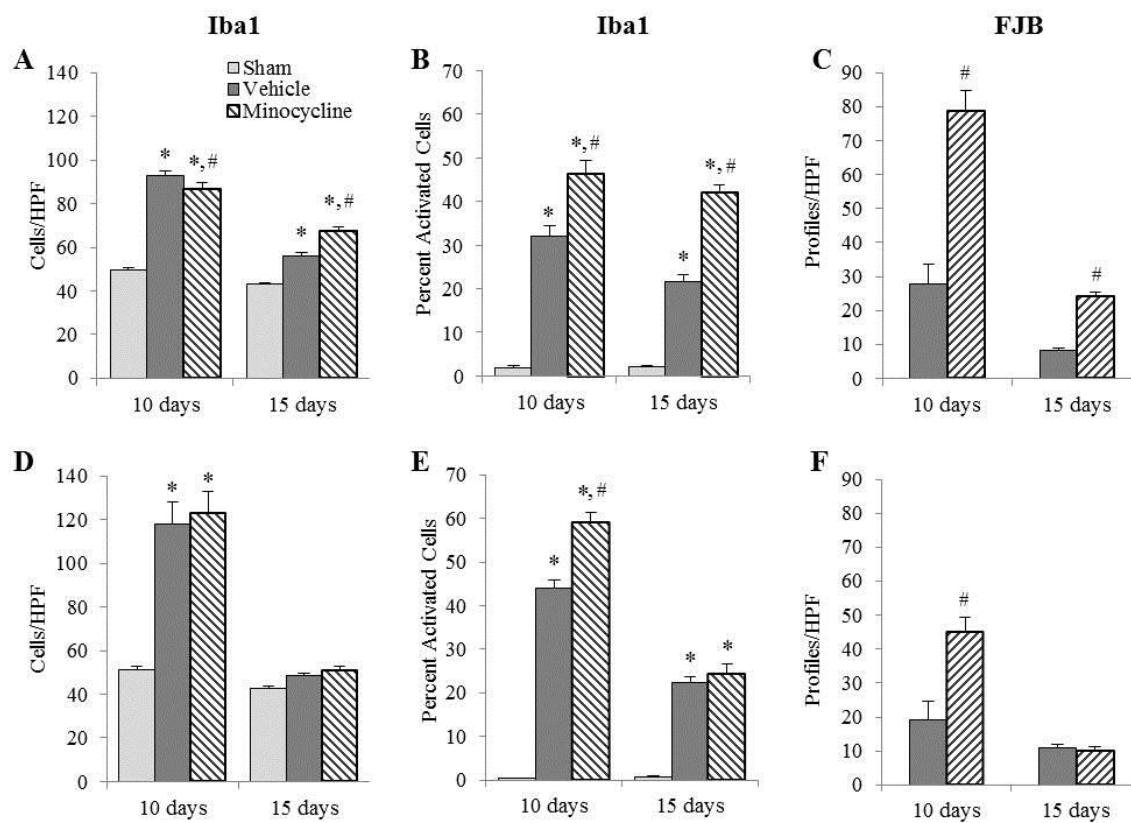 Iba1
Iba1
FJB
A
Cells/HPF
140
120
100
80
60
40
20
0
Sham
Vehicle
Minocycline
*
*,#
*
*,#
10 days
15 days
B
Percent Activated Cells
70
60
50
40
30
20
10
0
*
*,#
*
*,#
10 days
15 days
C
Profiles/HPF
90
80
70
60
50
40
30
20
10
0
#
#
10 days
15 days
D
Cells/HPF
140
120
100
80
60
40
20
0
*
*
10 days
15 days
E
Percent Activated Cells
70
60
50
40
30
20
10
0
*
*,#
*
*
10 days
15 days
F
Profiles/HPF
90
80
70
60
50
40
30
20
10
0
#
10 days
15 days